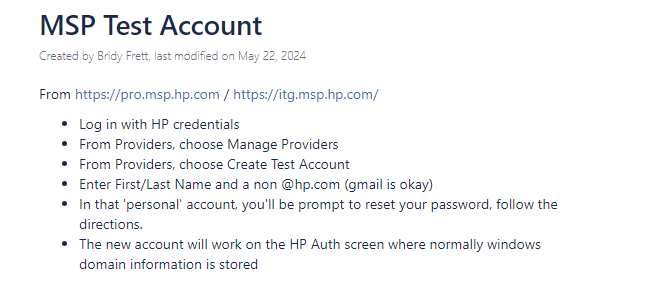 MSP Test Account
Created by Bridy Frett, last modified on May 22, 2024
From https://pro.msp.hp.com / https://itg.msp.hp.com/
• Log in with HP credentials
• From Providers, choose Manage Providers
• From Providers, choose Create Test Account
• Enter First/Last Name and a non @hp.com (gmail is okay)
• In that 'personal' account, you'll be prompt to reset your password, follow the
directions.
• The new account will work on the HP Auth screen where normally windows
domain information is stored